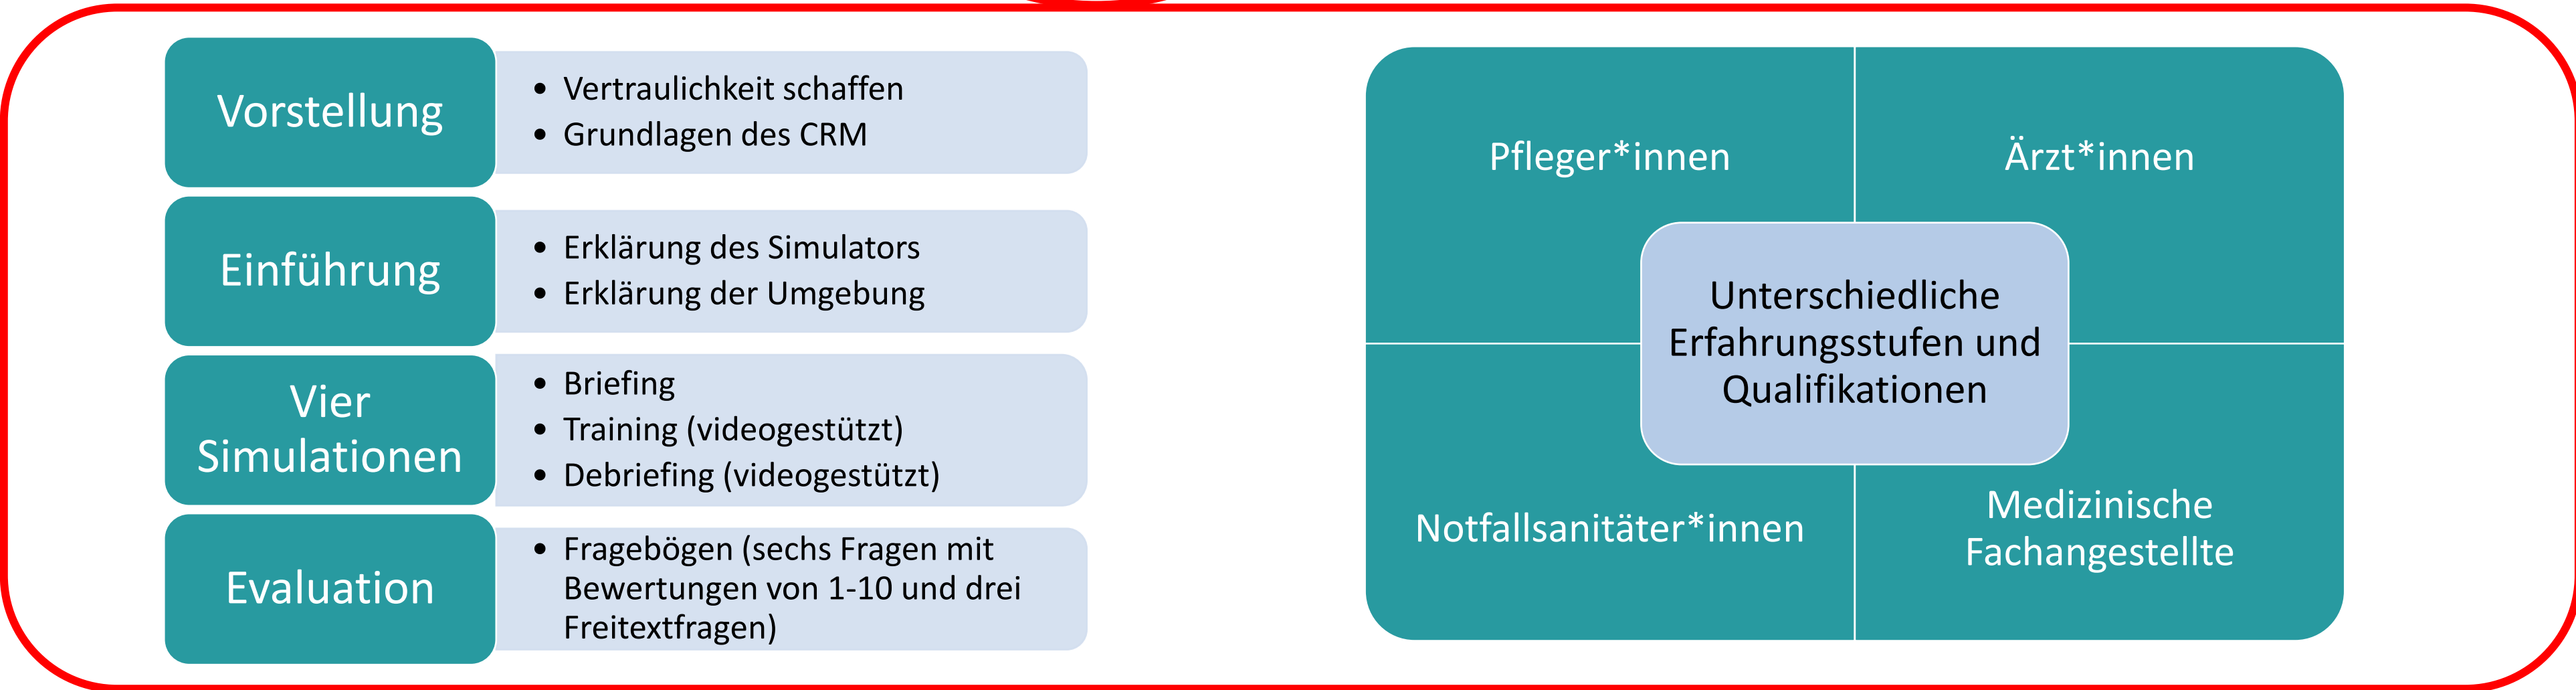 Vorstellung
• Vertraulichkeit schaffen
• Grundlagen des CRM
Einführung
• Erklärung des Simulators
• Erklärung der Umgebung
Vier
Simulationen
• Briefing
• Training (videogestützt)
• Debriefing (videogestützt)
Evaluation
• Fragebögen (sechs Fragen mit
Bewertungen von 1-10 und drei
Freitextfragen)
Pfleger*innen
Ärzt*innen
Unterschiedliche
Erfahrungsstufen und
Qualifikationen
Notfallsanitäter*innen
Medizinische
Fachangestellte